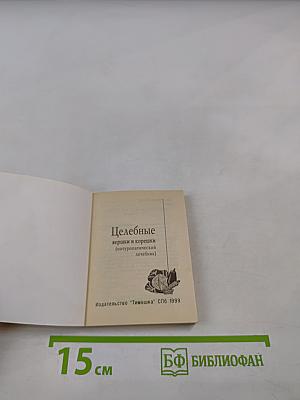 Целебные
вершки и корешки
(натуропатический
лечебник)
Издательство "Тимошка" СПб 1999
15 см
БФ БИБЛИОФАН